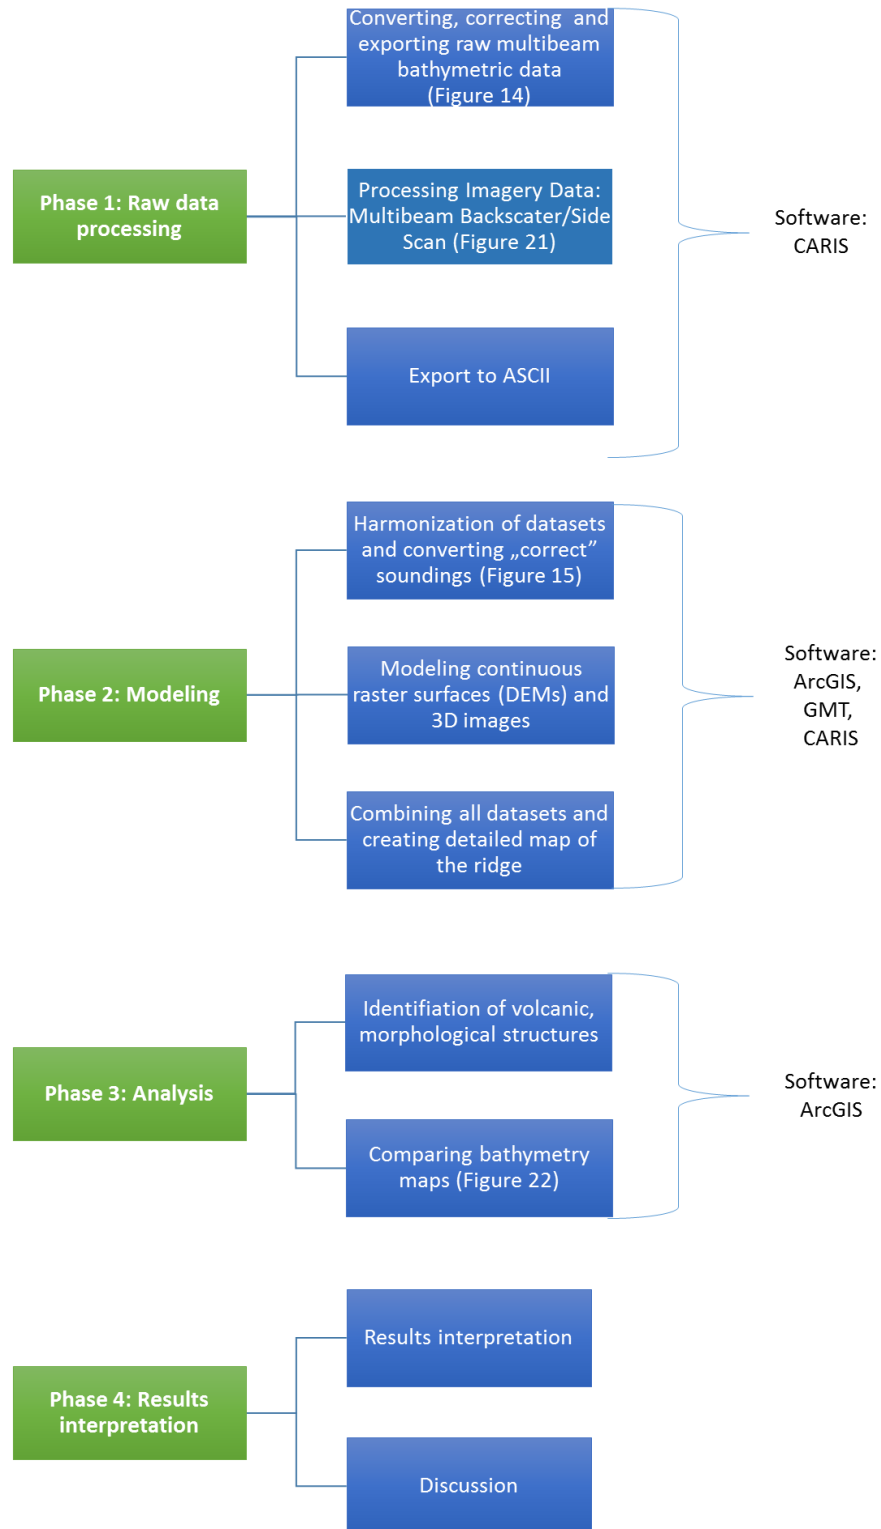 Converting, correcting and
exporting raw multibeam
bathymetric data
(Figure 14)
Phase 1: Raw data
processing
Processing Imagery Data:
Multibeam Backscater/Side
Scan (Figure 21)
Software:
CARIS
Export to ASCII
Harmonization of datasets
and converting „correct”
soundings (Figure 15)
Phase 2: Modeling
Modeling continuous
raster surfaces (DEMs) and
3D images
Software:
ArcGIS,
GMT,
CARIS
Combining all datasets and
creating detailed map of
the ridge
Identifiation of volcanic,
morphological structures
Phase 3: Analysis
Software:
ArcGIS
Comparing bathymetry
maps (Figure 22)
Results interpretation
Phase 4: Results
interpretation
Discussion